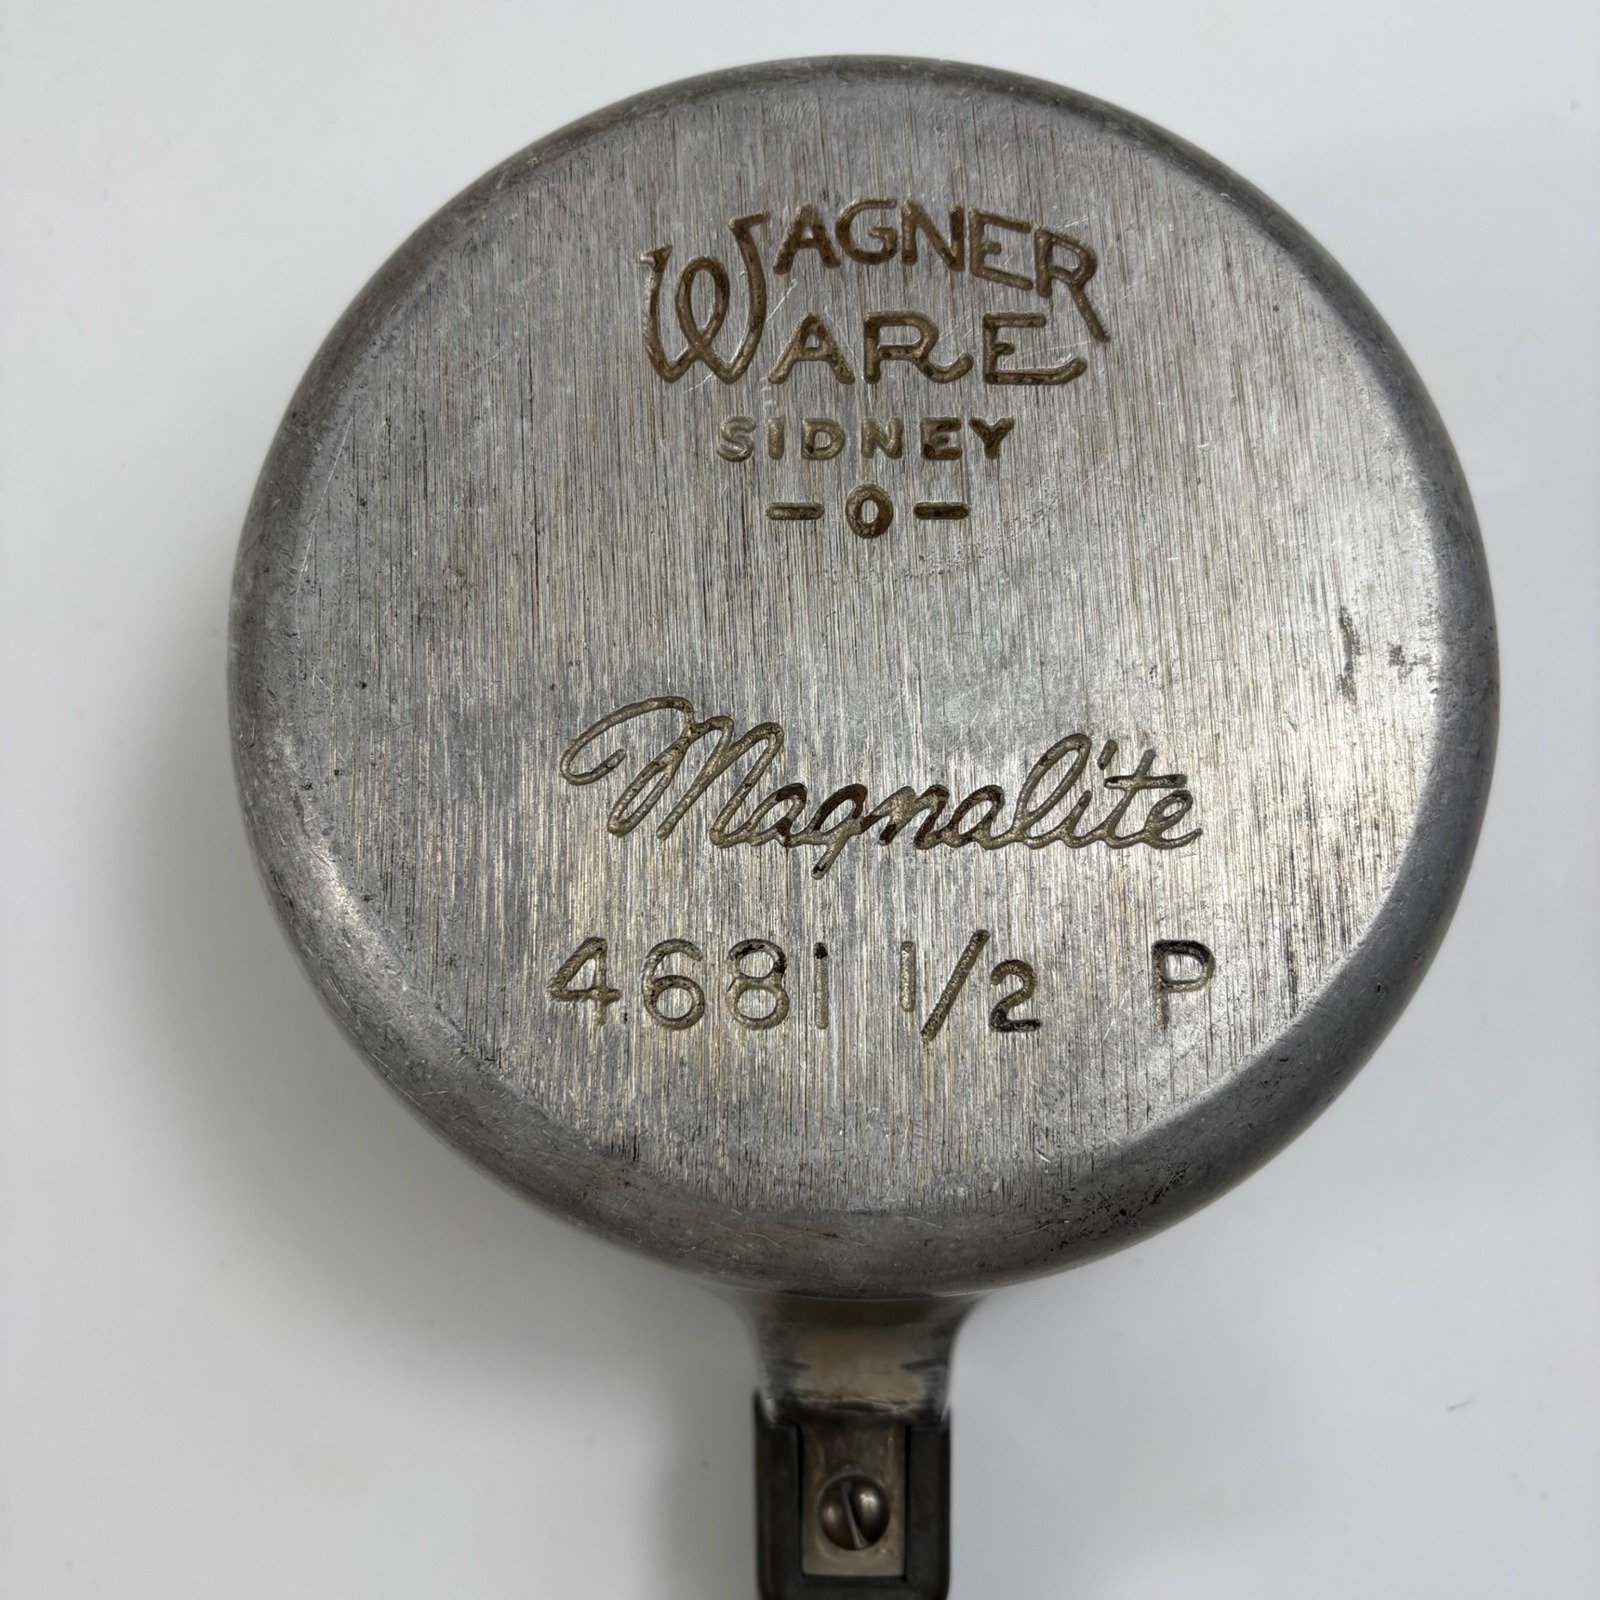 WAGNER
WARE
SIDNEY
-O-
Magnalite
4681 1/2 P